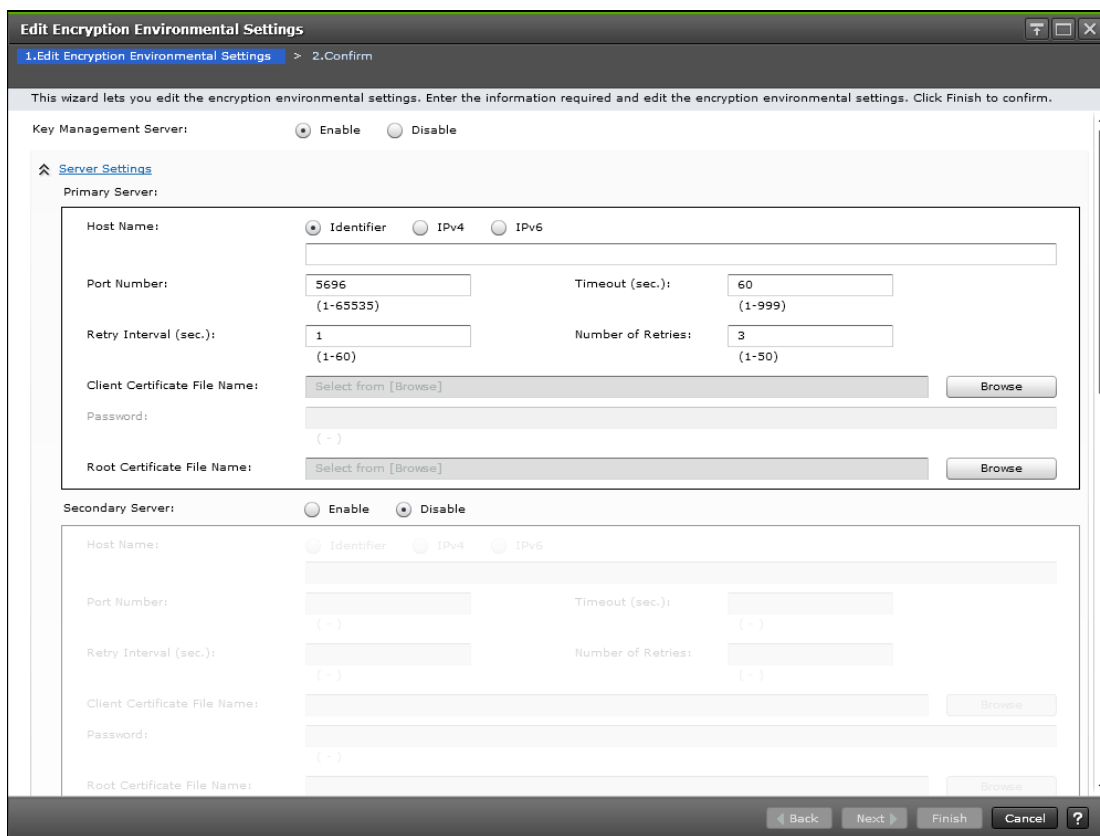 Edit Encryption Environmental Settings
1.Edit Encryption Environmental Settings > 2.Confirm
This wizard lets you edit the encryption environmental settings. Enter the information required and edit the encryption environmental settings. Click Finish to confirm.
Key Management Server: Enable Disable
Server Settings
Primary Server:
Host Name: Identifier IPv4 IPv6
Port Number: 5696 Timeout (sec.): 60
(1-65535) (1-999)
Retry Interval (sec.): 1 Number of Retries: 3
(1-60) (1-50)
Client Certificate File Name: Select from [Browse] Browse
Password:
( - )
Root Certificate File Name: Select from [Browse] Browse
Secondary Server: Enable Disable
Host Name: Identifier IPv4 IPv6
Port Number: Timeout (sec.):
( - ) ( - )
Retry Interval (sec.): Number of Retries:
( - ) ( - )
Client Certificate File Name: Browse
Password:
( - )
Root Certificate File Name: Browse
Back Next Finish Cancel ?